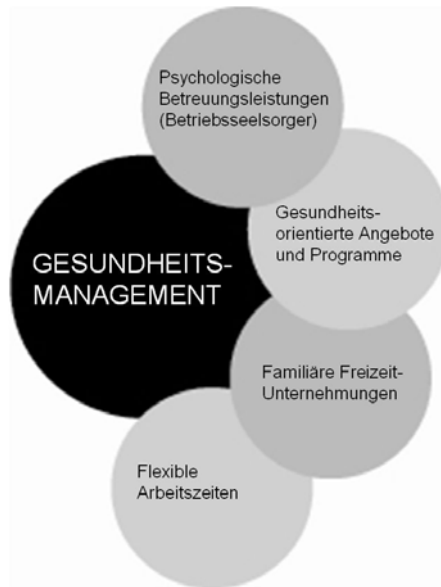 Psychologische
Betreuungsleistungen
(Betriebsseelsorger)
Gesundheits-
orientierte Angebote
und Programme
GESUNDHEITS-
MANAGEMENT
Familiäre Freizeit-
Unternehmungen
Flexible
Arbeitszeiten